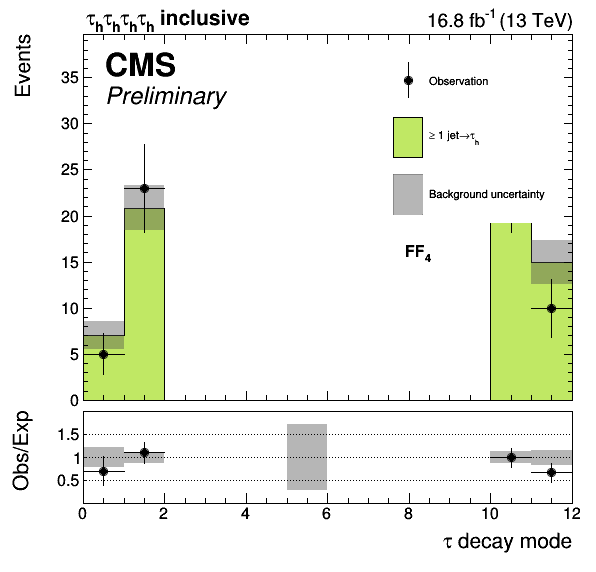 τhτhτhτh inclusive
16.8 fb-1 (13 TeV)
Events
CMS
Preliminary
Observation
≥ 1 jet→τh
Background uncertainty
FF4
35
30
25
20
15
10
5
0
Obs/Exp
1.5
1
0.5
0 2 4 6 8 10 12
τ decay mode